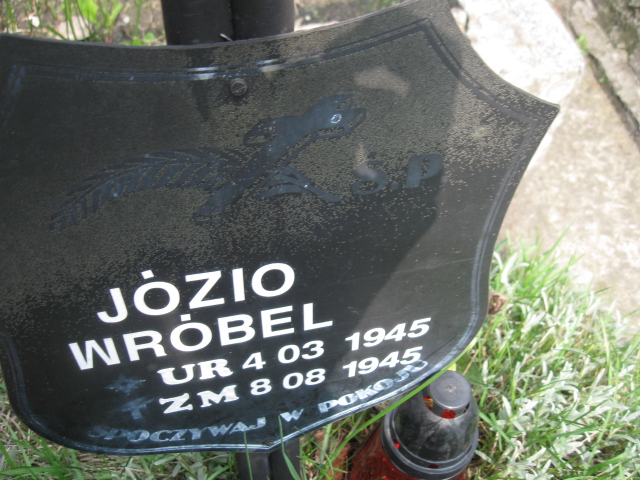 Ś.P
JÓZIO
WRÓBEL
UR 4 03 1945
ZM 8 08 1945
SPOCZYWAJ W POKOJU